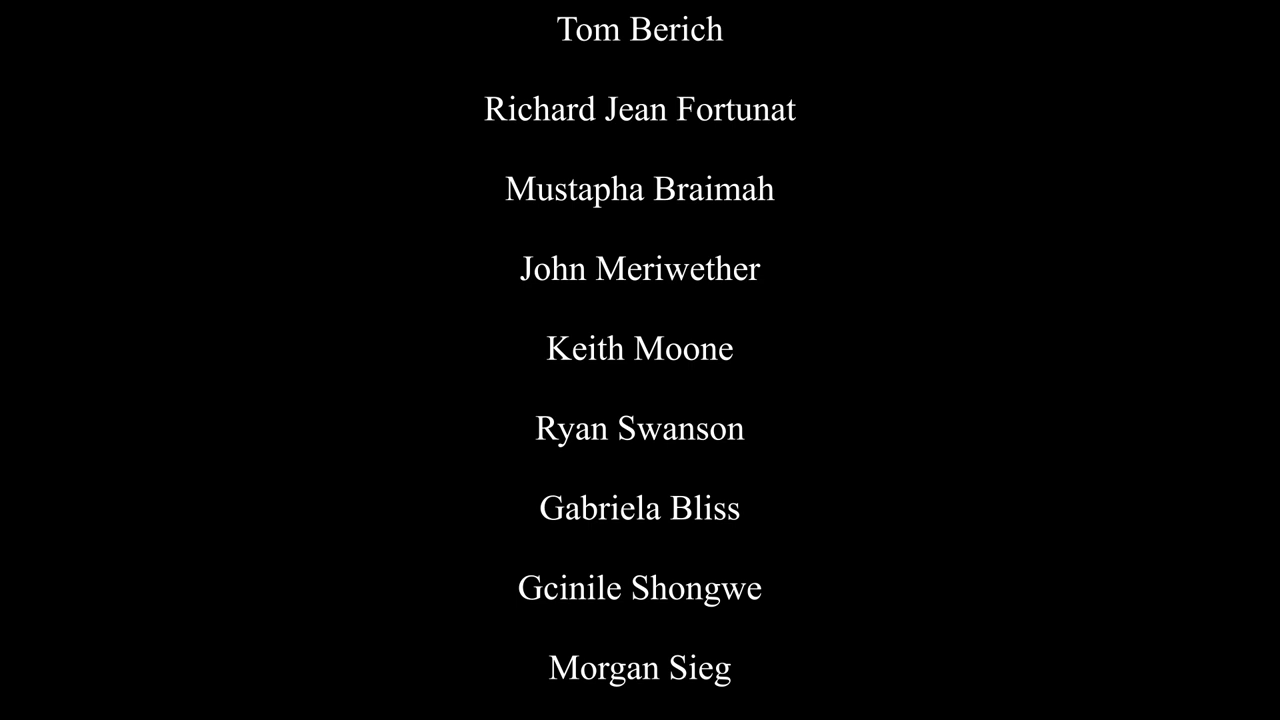 Tom Berich
Richard Jean Fortunat
Mustapha Braimah
John Meriwether
Keith Moone
Ryan Swanson
Gabriela Bliss
Gcinile Shongwe
Morgan Sieg